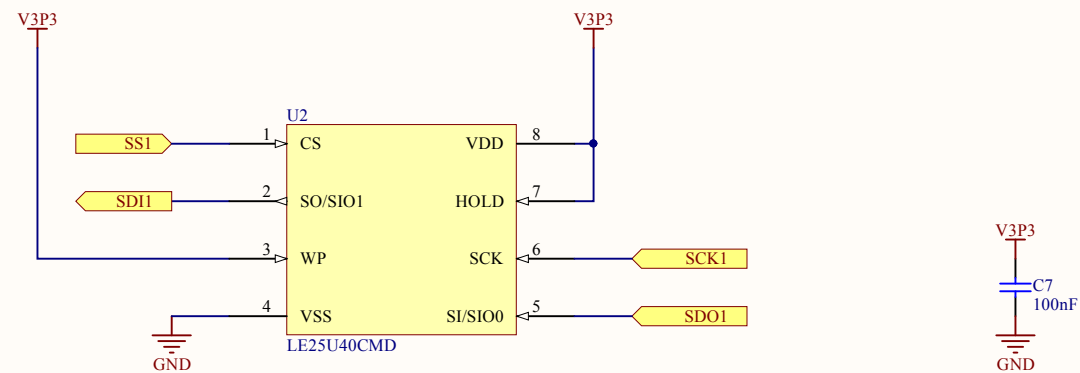 V3P3
V3P3
U2
SS1
1
CS
VDD
8
SDI1
2
SO/SIO1
HOLD
7
3
WP
SCK
6
SCK1
4
VSS
SI/SIO0
5
SDO1
GND
LE25U40CMD
V3P3
C7
100nF
GND